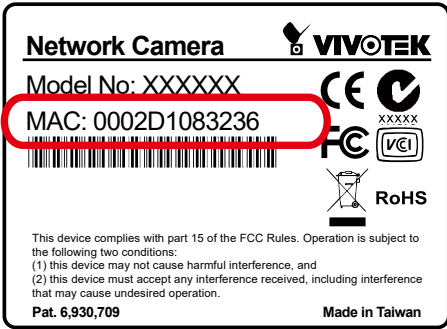 Network Camera
VIVOTEK
Model No: XXXXXX
MAC: 0002D1083236
CE
XXXXX
FC
VCI
RoHS
This device complies with part 15 of the FCC Rules. Operation is subject to
the following two conditions:
(1) this device may not cause harmful interference, and
(2) this device must accept any interference received, including interference
that may cause undesired operation.
Pat. 6,930,709
Made in Taiwan